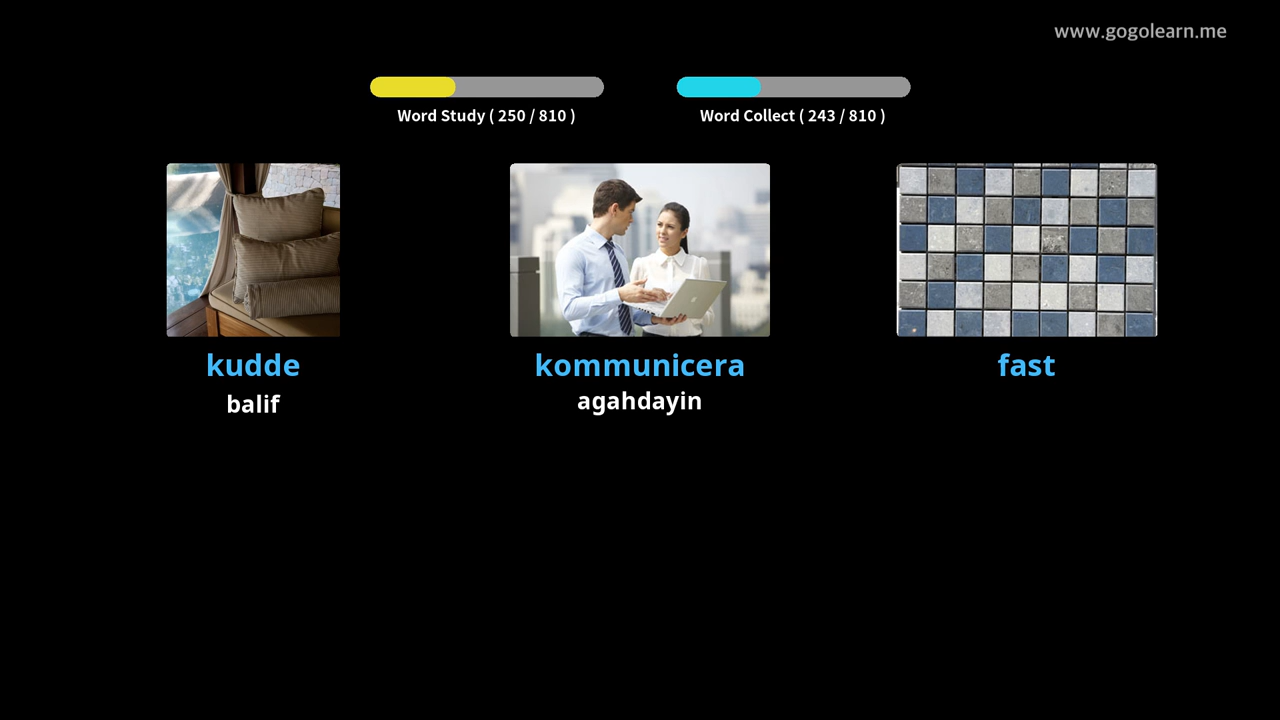 www.gogolearn.me
Word Study ( 250 / 810 )
Word Collect ( 243 / 810 )
kudde
kommunicera
fast
balif
agahdayin